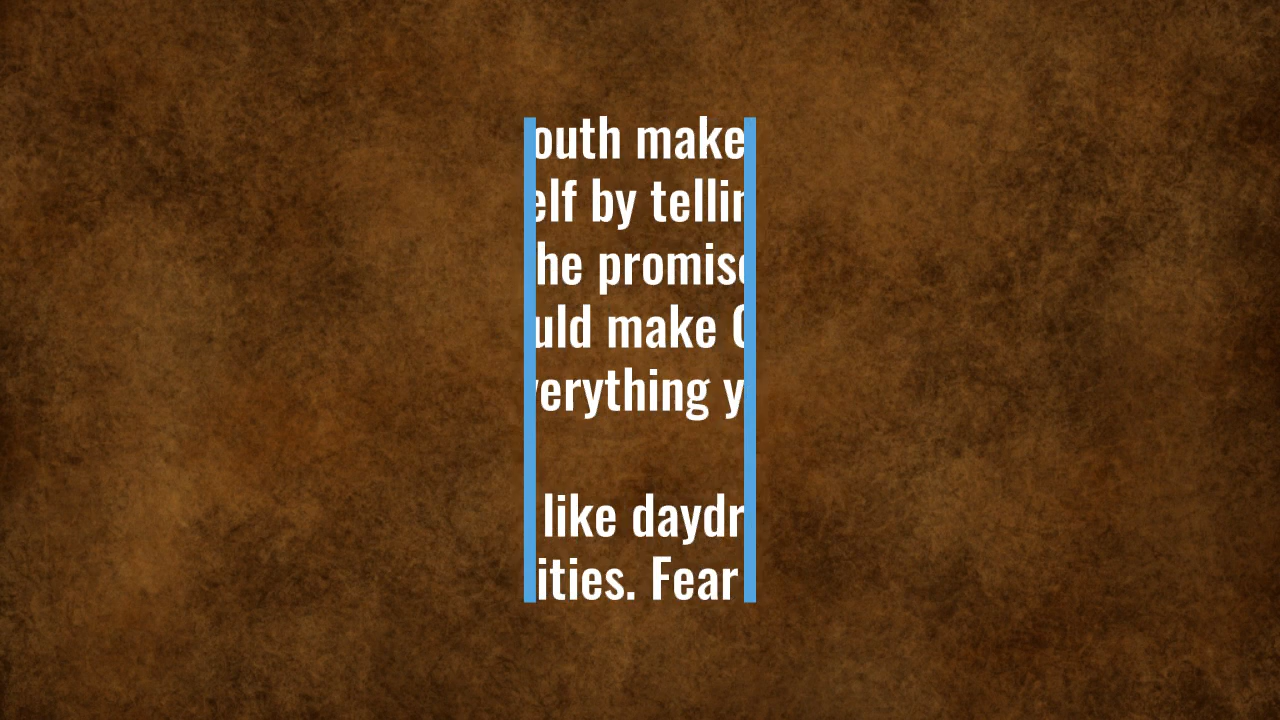 outh make
elf by tellin
he promise
uld make
verything y
like daydr
ities. Fear